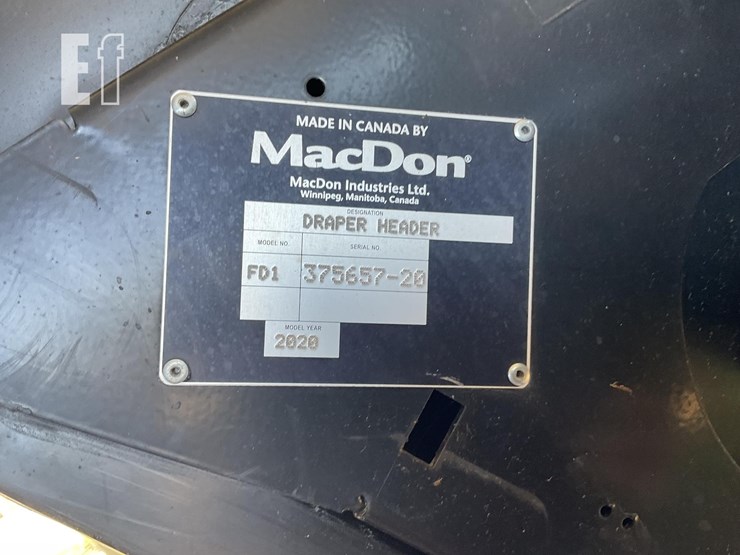 Ef
MADE IN CANADA BY
MacDon®
MacDon Industries Ltd.
Winnipeg, Manitoba, Canada
DESIGNATION
DRAPER HEADER
MODEL NO. SERIAL NO.
FD1 375657-20
MODEL YEAR
2020